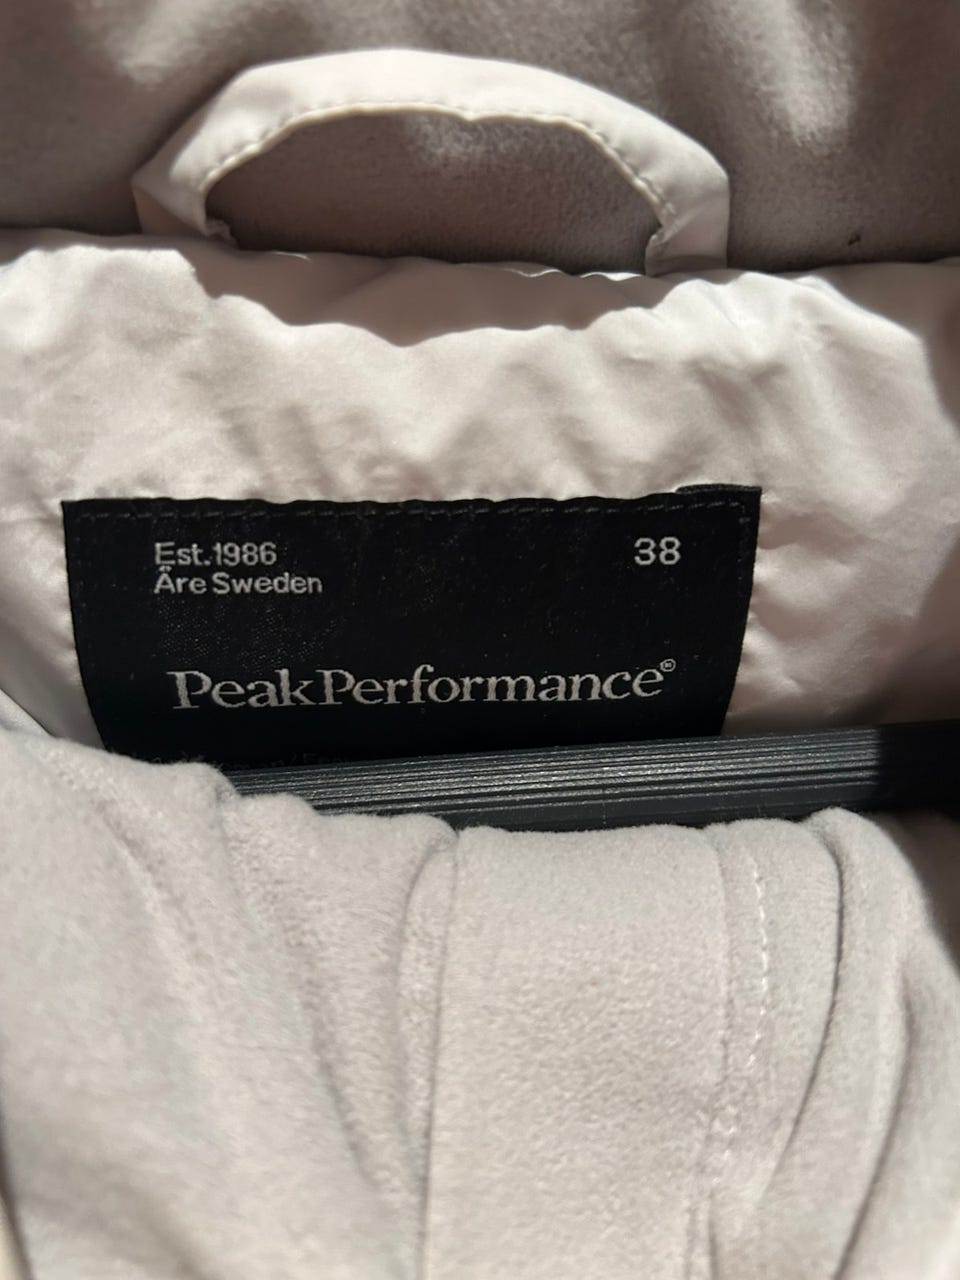 Est.1986
38
Åre Sweden
PeakPerformance®